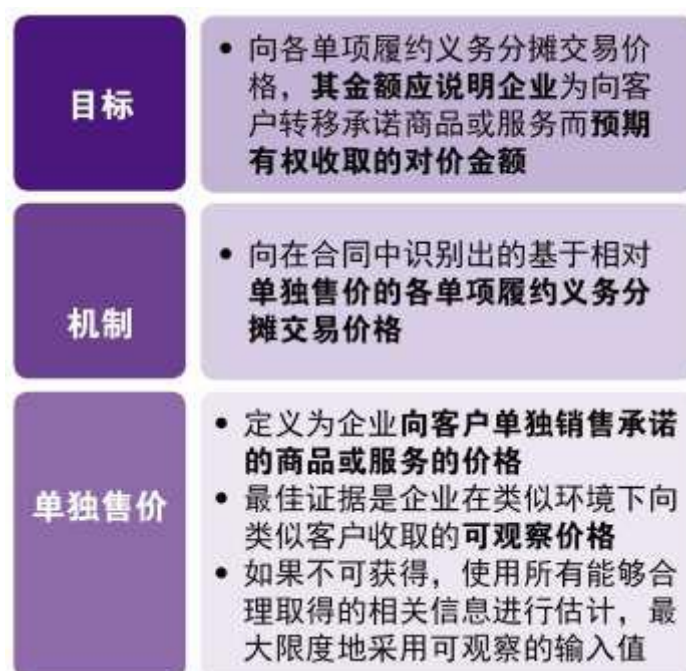 目标
• 向各单项履约义务分摊交易价
格，其金额应说明企业为向客
户转移承诺商品或服务而预期
有权收取的对价金额
机制
• 向在合同中识别出的基于相对
单独售价的各单项履约义务分
摊交易价格
单独售价
• 定义为企业向客户单独销售承诺
的商品或服务的价格
• 最佳证据是企业在类似环境下向
类似客户收取的可观察价格
• 如果不可获得，使用所有能够合
理取得的相关信息进行估计，最
大限度地采用可观察的输入值